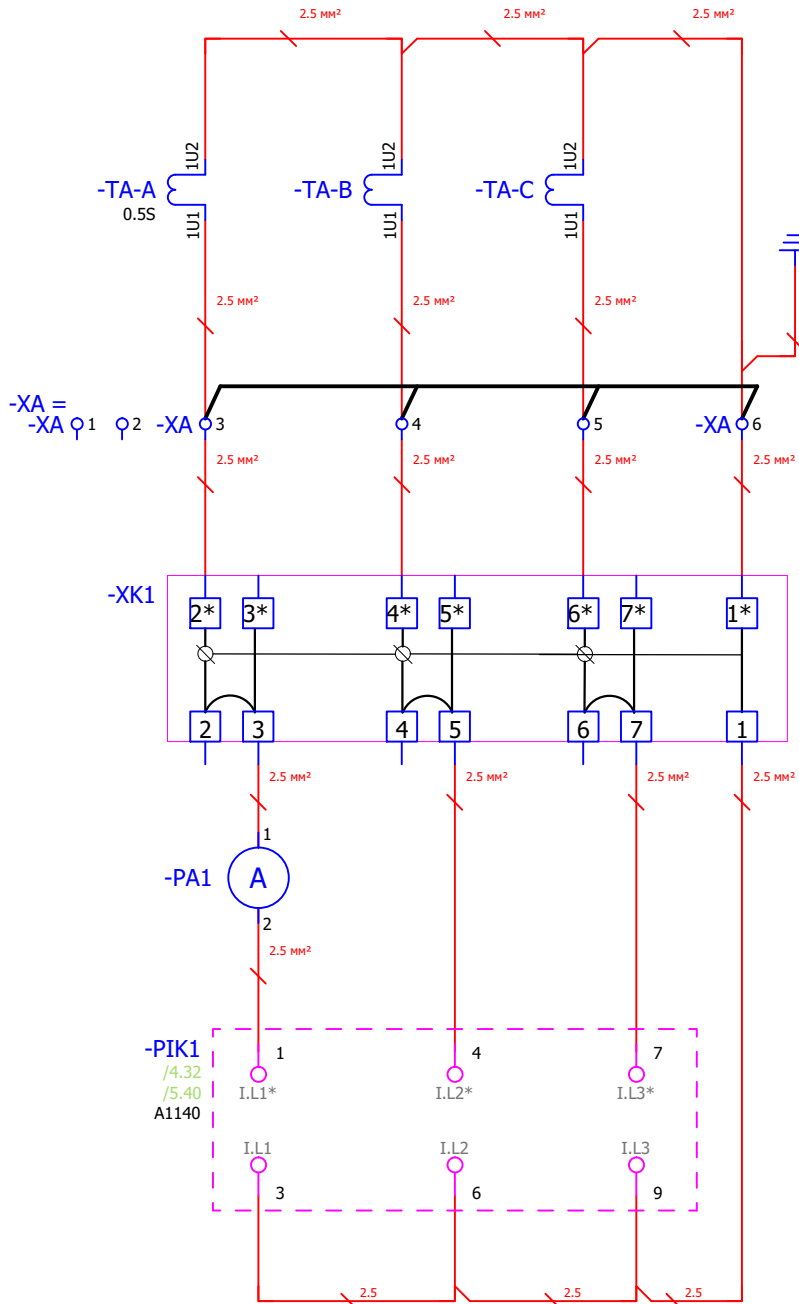 2.5 мм² 2.5 мм² 2.5 мм²
1U2 1U2 1U2
-TA-A -TA-B -TA-C
0.5S
1U1 1U1 1U1
2.5 мм² 2.5 мм² 2.5 мм²
-XA =
-XA 1 2 -XA 3 4 5 -XA 6
2.5 мм² 2.5 мм² 2.5 мм² 2.5 мм²
-XK1
2* 3* 4* 5* 6* 7* 1*
2 3 4 5 6 7 1
2.5 мм² 2.5 мм² 2.5 мм² 2.5 мм²
1
-PA1 A
2
2.5 мм²
-PIK1 1 4 7
/4.32
/5.40 I.L1* I.L2* I.L3*
A1140
I.L1 I.L2 I.L3
3 6 9
2.5 2.5 2.5